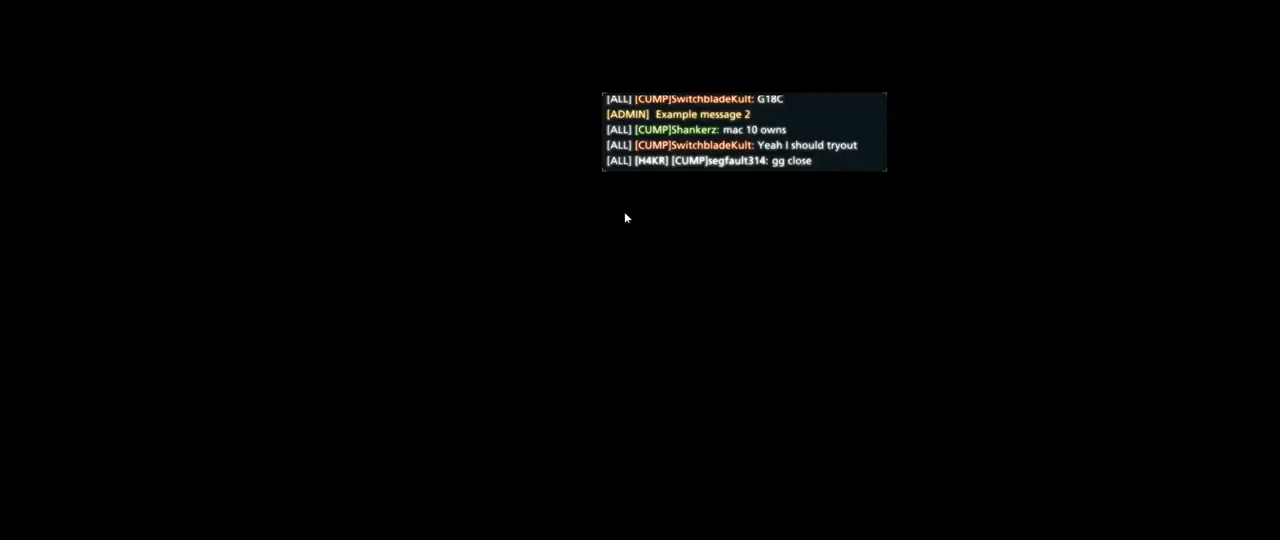 [ALL] [CUMP]SwitchbladeKult: G18C
[ADMIN] Example message 2
[ALL] [CUMP]Shankerz: mac 10 owns
[ALL] [CUMP]SwitchbladeKult: Yeah I should tryout
[ALL] [H4KR] [CUMP]segfault314: gg close